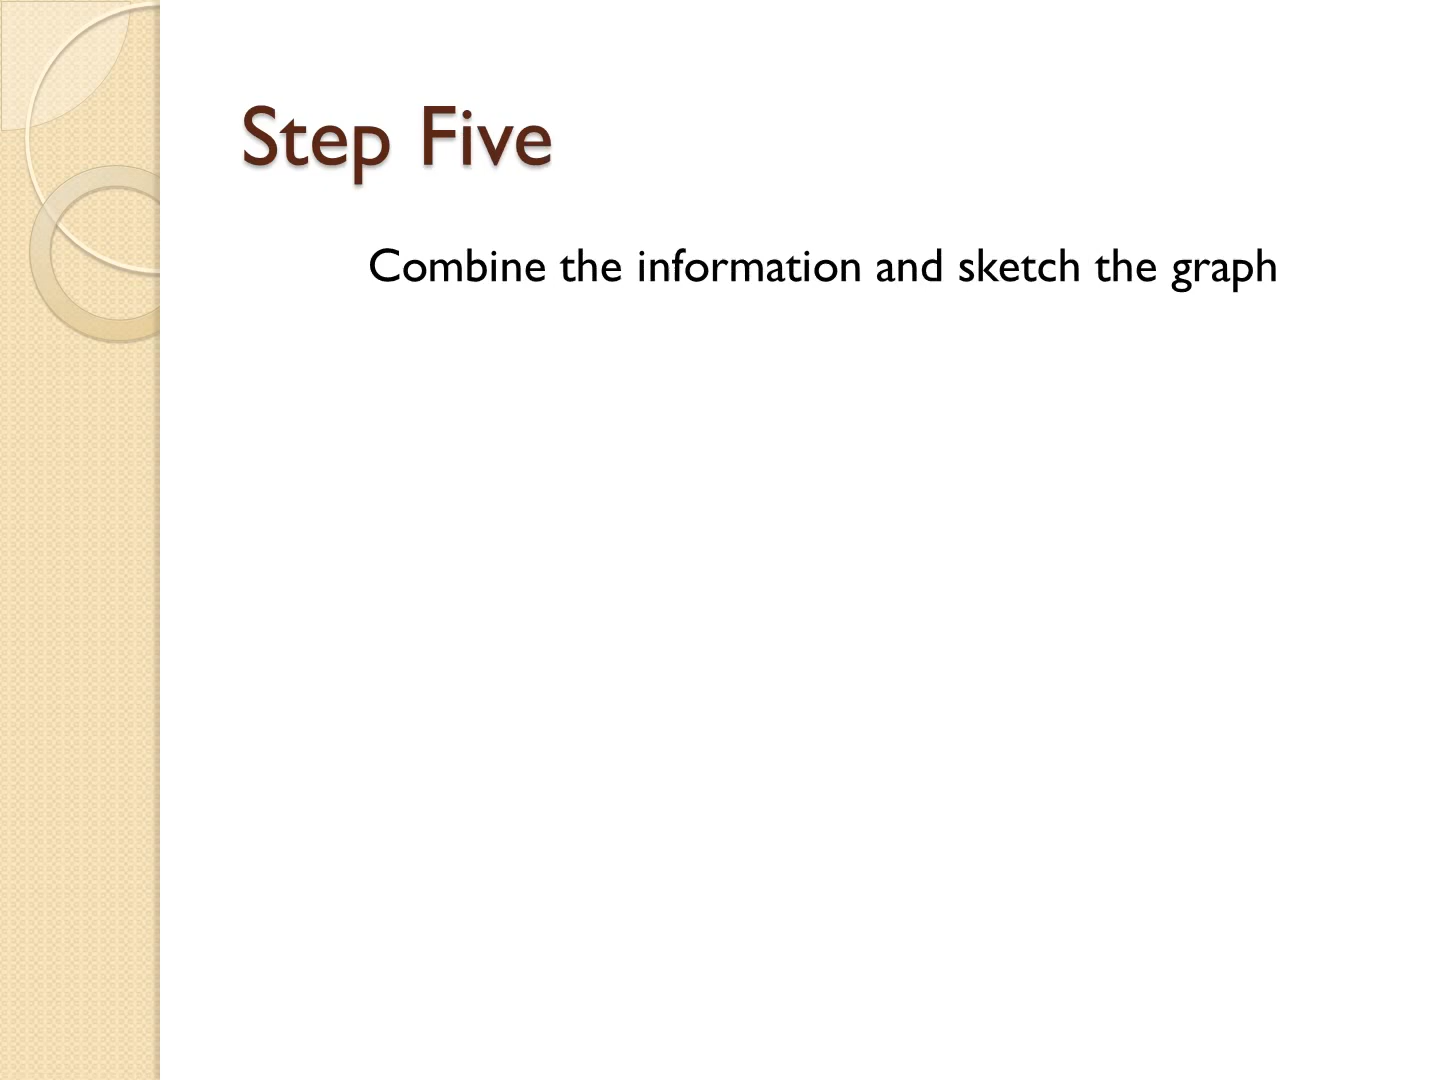 Step Five
Combine the information and sketch the graph